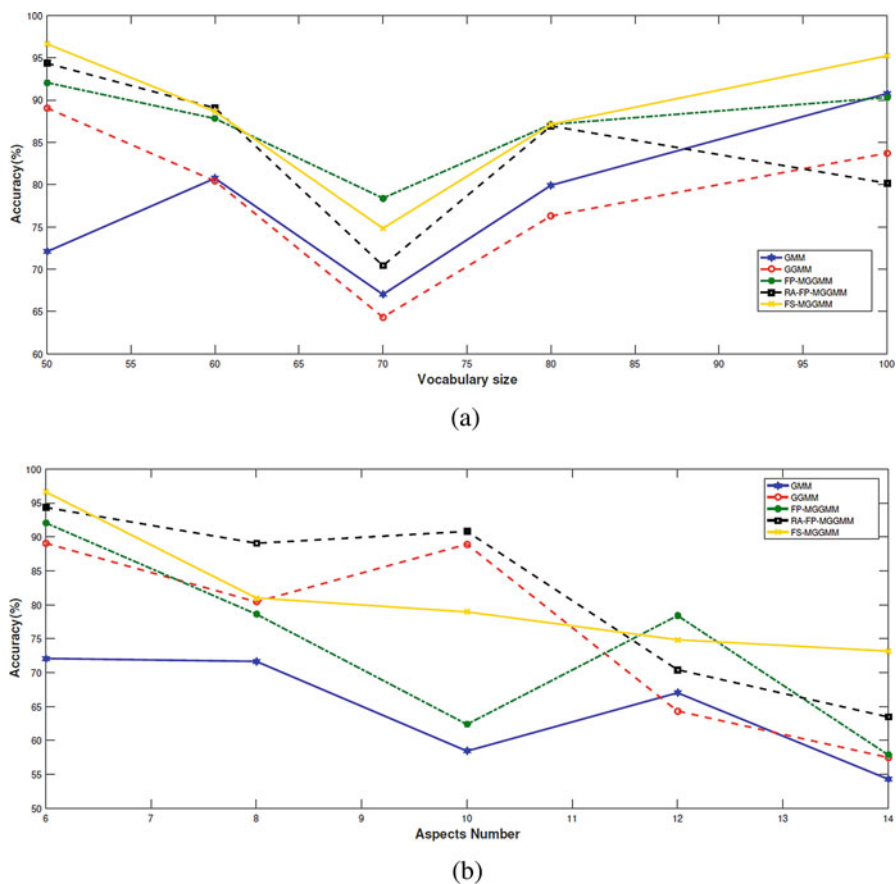 100
95
90
85
80
75
70
65
60
Accuracy(%)
50 55 60 65 70 75 80 85 90 95 100
Vocabulary size
GMM
GGMM
FP-MGGMM
RA-FP-MGGMM
FS-MGGMM
(a)
100
95
90
85
80
75
70
65
60
55
50
Accuracy(%)
6 7 8 9 10 11 12 13 14
Aspects Number
GMM
GGMM
FP-MGGMM
RA-FP-MGGMM
FS-MGGMM
(b)